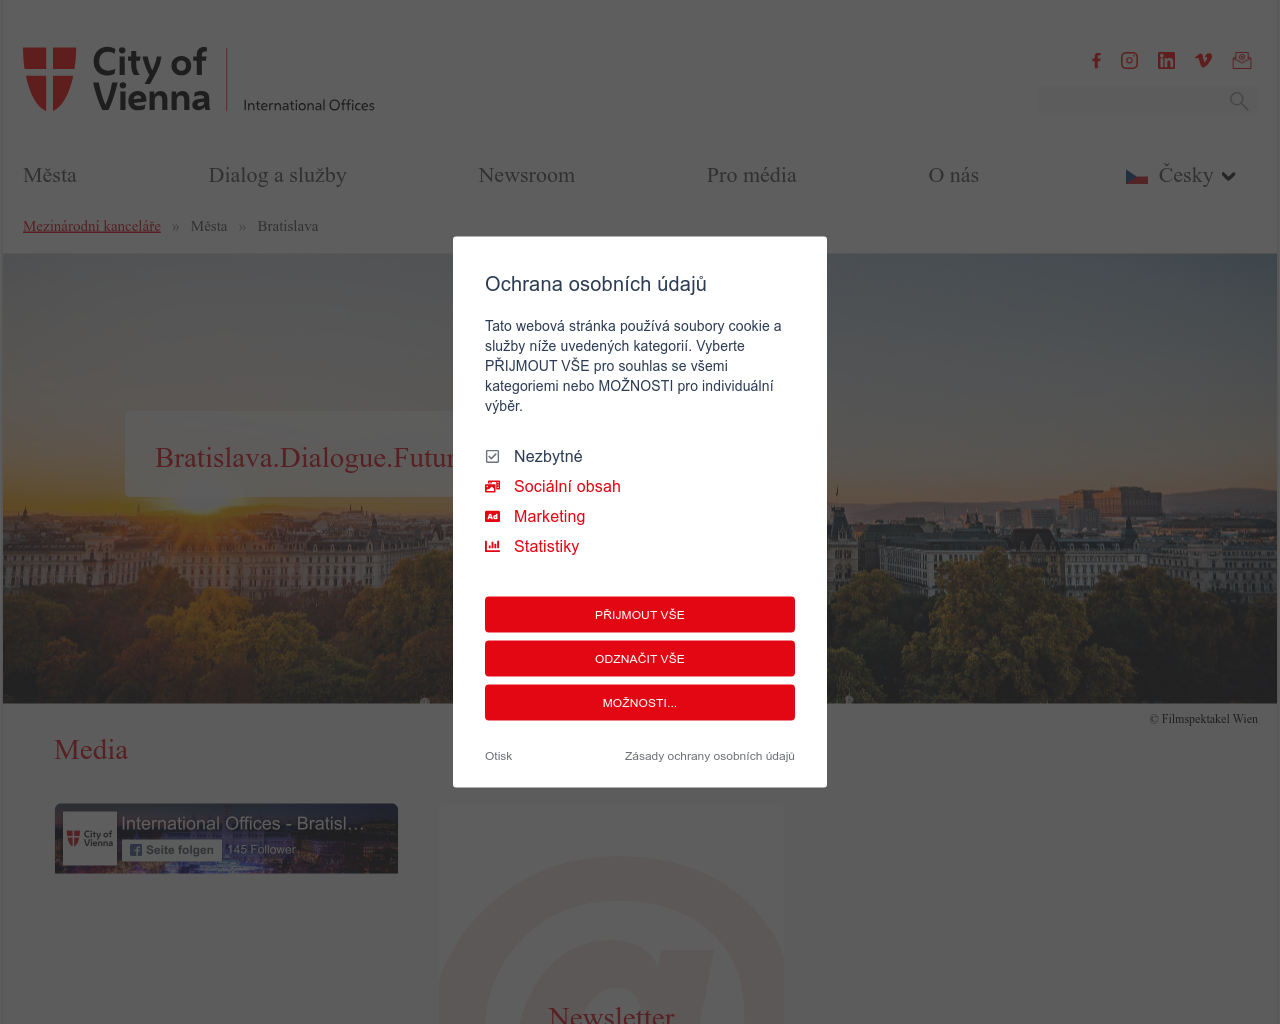 City of
Vienna
International Offices
Města
Dialog a služby
Newsroom
Pro média
O nás
Česky
Mezinárodní kanceláře » Města » Bratislava
Bratislava.Dialogue.Futur
Ochrana osobních údajů
Tato webová stránka používá soubory cookie a
služby níže uvedených kategorií. Vyberte
PŘIJMOUT VŠE pro souhlas se všemi
kategoriemi nebo MOŽNOSTI pro individuální
výběr.
Nezbytné
Sociální obsah
Ad
Marketing
Statistiky
PŘIJMOUT VŠE
ODZNAČIT VŠE
MOŽNOSTI...
Otisk
Zásady ochrany osobních údajů
© Filmspektakel Wien
Media
City of
Vienna
International Offices - Bratisl…
Seite folgen
145 Follower
Newsletter